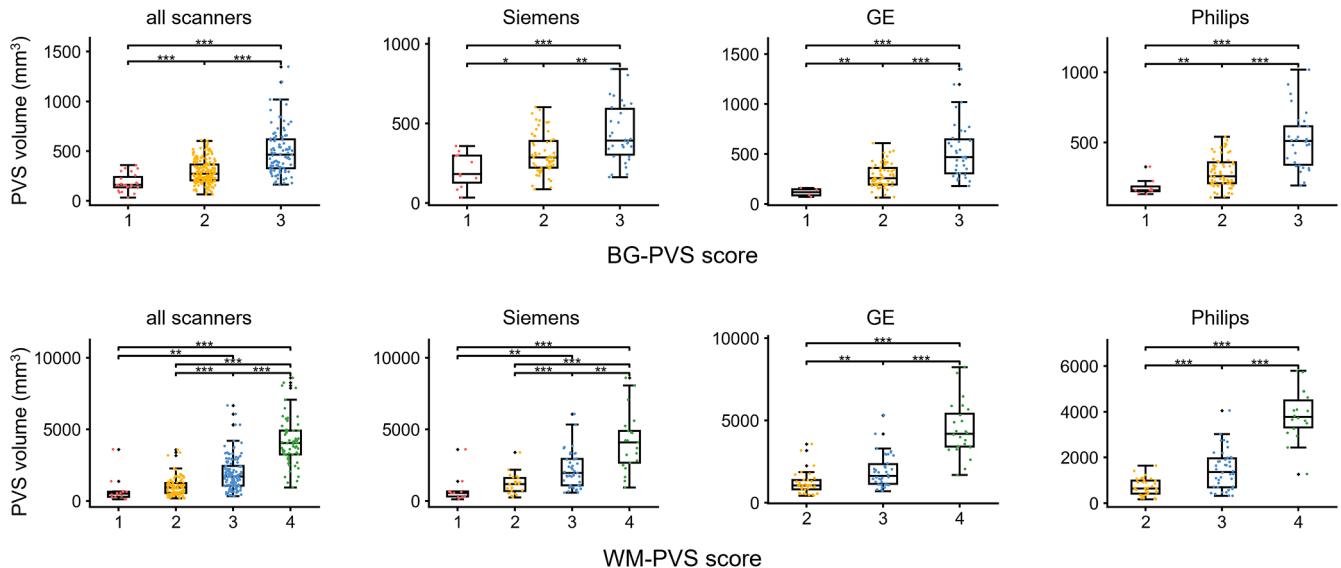 all scanners
Siemens
GE
Philips
PVS volume (mm³)
1500
1000
500
0
*** *** ***
1 2 3
1000
500
0
*** * **
1 2 3
1500
1000
500
0
*** ** ***
1 2 3
1000
500
*** ** ***
1 2 3
BG-PVS score
all scanners
Siemens
GE
Philips
PVS volume (mm³)
10000
5000
0
***
**
***
*** ***
1 2 3 4
10000
5000
0
***
**
***
*** **
1 2 3 4
10000
5000
0
***
** ***
2 3 4
6000
4000
2000
0
***
*** ***
2 3 4
WM-PVS score